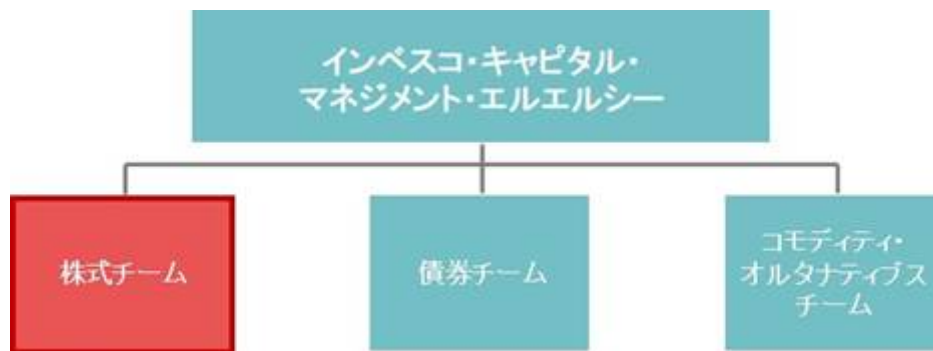 インベスコ・キャピタル・
マネジメント・エルエルシー
株式チーム
債券チーム
コモディティ・
オルタナティブス
チーム